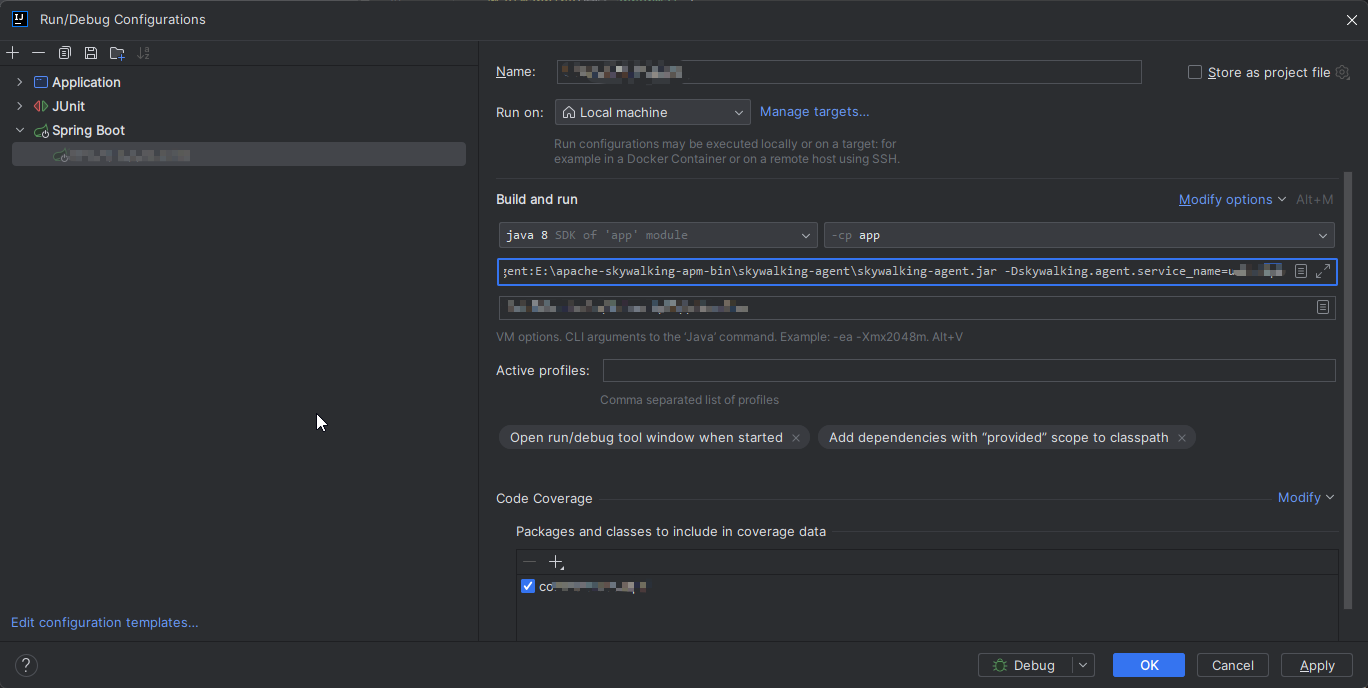 IJ Run/Debug Configurations
Application
JUnit
Spring Boot
Edit configuration templates...
Name:
Store as project file
Run on:
Local machine
Manage targets...
Run configurations may be executed locally or on a target: for
example in a Docker Container or on a remote host using SSH.
Build and run
Modify options Alt+M
java 8 SDK of 'app' module
-cp app
gent:E:\apache-skywalking-apm-bin\skywalking-agent\skywalking-agent.jar -Dskywalking.agent.service_name=u
VM options. CLI arguments to the 'Java' command. Example: -ea -Xmx2048m. Alt+V
Active profiles:
Comma separated list of profiles
Open run/debug tool window when started
Add dependencies with “provided” scope to classpath
Code Coverage
Modify
Packages and classes to include in coverage data
co
?
Debug
OK
Cancel
Apply